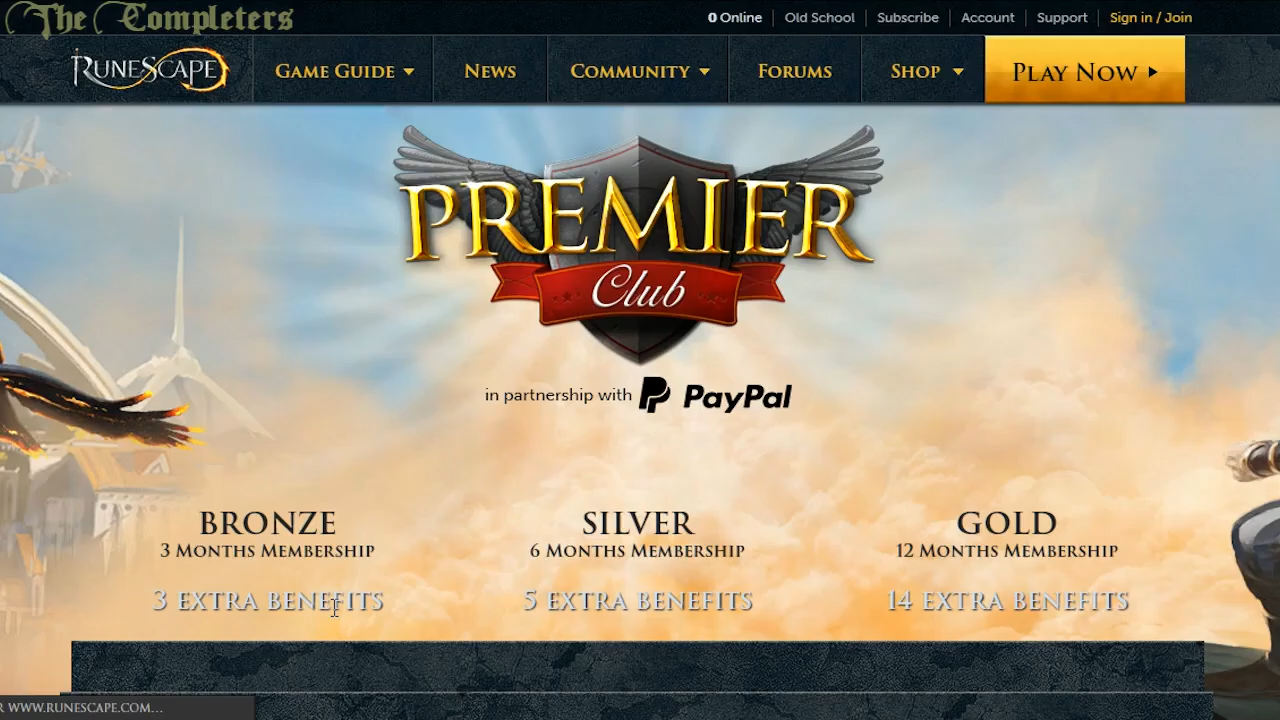 The Completers
0 Online
Old School
Subscribe
Account
Support
Sign in / Join
RUNESCAPE
GAME GUIDE
NEWS
COMMUNITY
FORUMS
SHOP
PLAY NOW
PREMIER
Club
in partnership with PayPal
BRONZE
3 MONTHS MEMBERSHIP
3 EXTRA BENEFITS
SILVER
6 MONTHS MEMBERSHIP
5 EXTRA BENEFITS
GOLD
12 MONTHS MEMBERSHIP
14 EXTRA BENEFITS
R WWW.RUNESCAPE.COM...